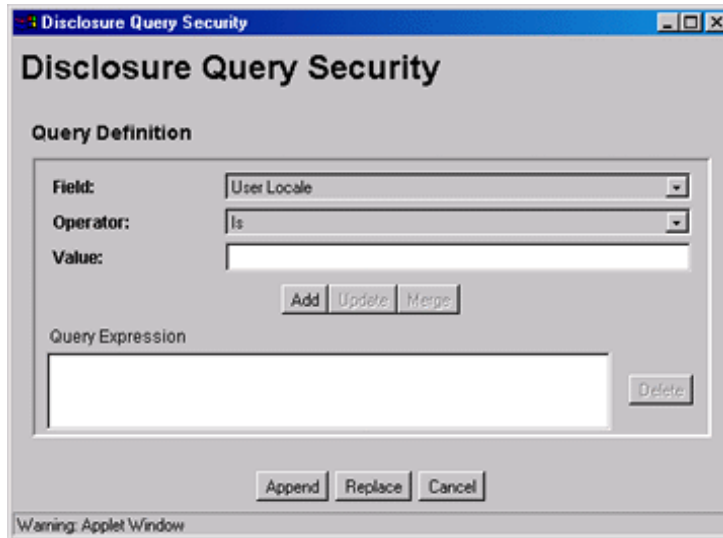 Disclosure Query Security
Disclosure Query Security
Query Definition
Field: User Locale
Operator: Is
Value:
Add Update Merge
Query Expression
Delete
Append Replace Cancel
Warning: Applet Window